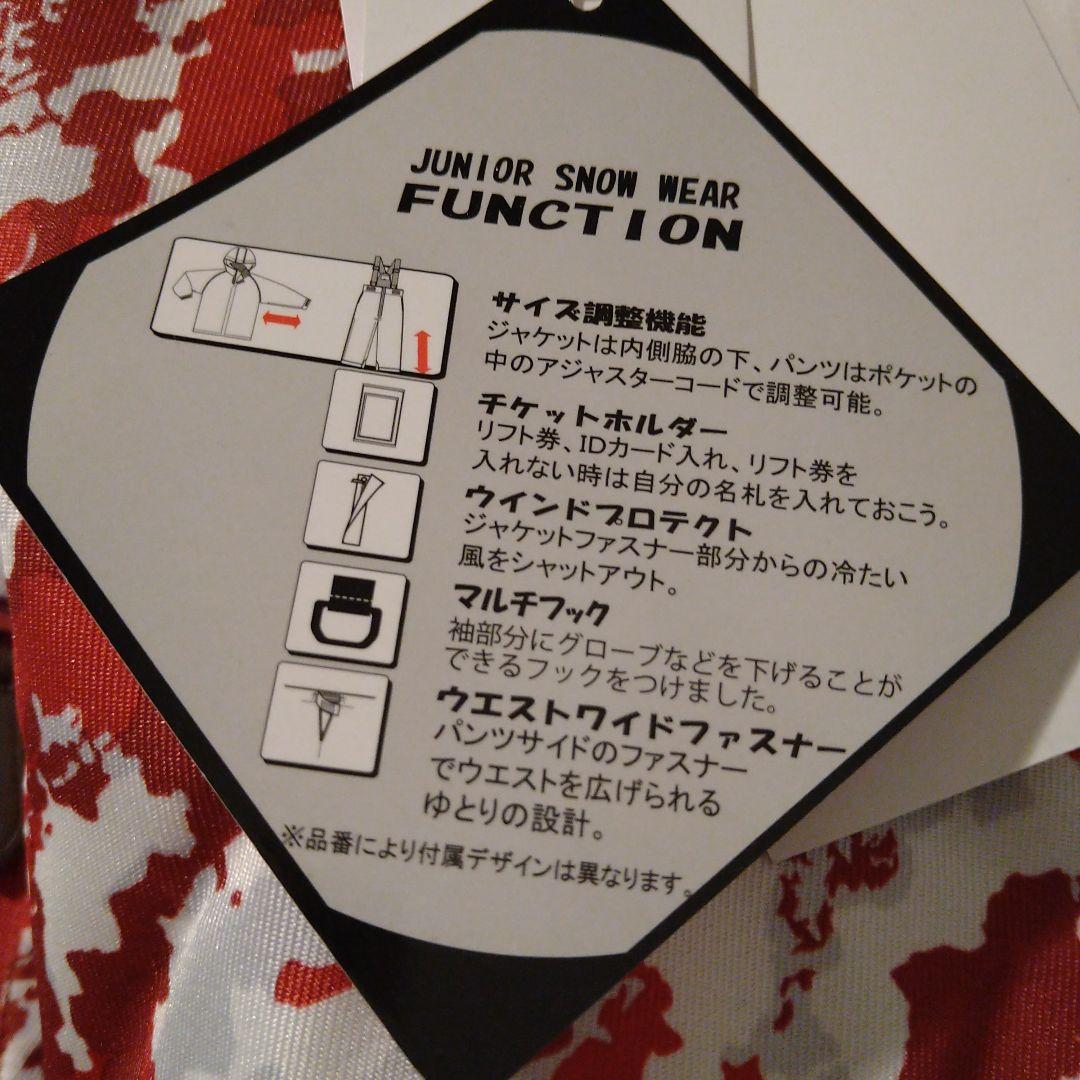 JUNIOR SNOW WEAR
FUNCTION
サイズ調整機能
ジャケットは内側脇の下、パンツはポケットの
中のアジャスターコードで調整可能。
チケットホルダー
リフト券、IDカード入れ、リフト券を
入れない時は自分の名札を入れておこう。
ウインドプロテクト
ジャケットファスナー部分からの冷たい
風をシャットアウト。
マルチフック
袖部分にグローブなどを下げることが
できるフックをつけました。
ウエストワイドファスナー
パンツサイドのファスナー
でウエストを広げられる
ゆとりの設計。
※品番により付属デザインは異なります。